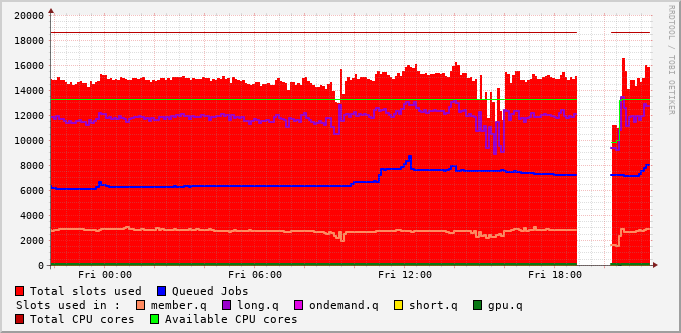 20000
18000
16000
14000
12000
10000
8000
6000
4000
2000
0
Fri 00:00 Fri 06:00 Fri 12:00 Fri 18:00
RRDTOOL / TOBI OETIKER
Total slots used Queued Jobs
Slots used in : member.q long.q ondemand.q short.q gpu.q
Total CPU cores Available CPU cores